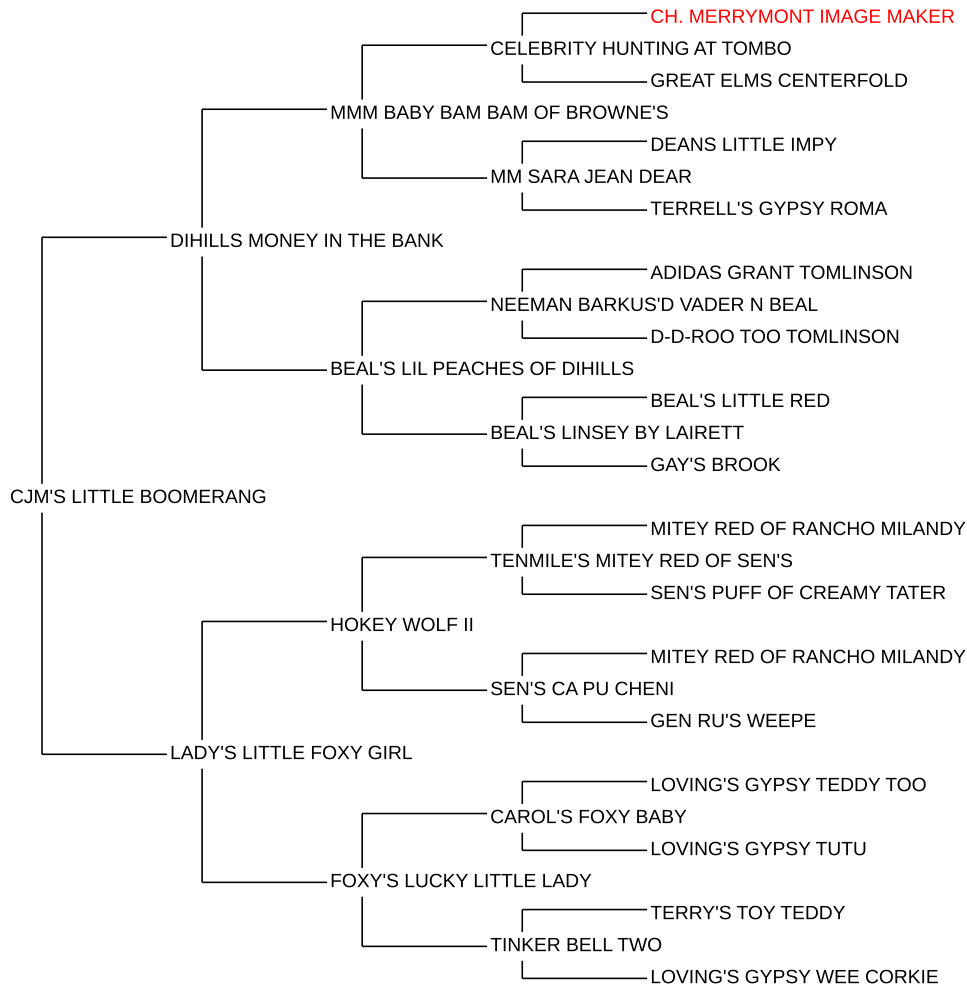 CH. MERRYMONT IMAGE MAKER
CELEBRITY HUNTING AT TOMBO
GREAT ELMS CENTERFOLD
MMM BABY BAM BAM OF BROWNE'S
DEANS LITTLE IMPY
MM SARA JEAN DEAR
TERRELL'S GYPSY ROMA
DIHILLS MONEY IN THE BANK
ADIDAS GRANT TOMLINSON
NEEMAN BARKUS'D VADER N BEAL
D-D-ROO TOO TOMLINSON
BEAL'S LIL PEACHES OF DIHILLS
BEAL'S LITTLE RED
BEAL'S LINSEY BY LAIRETT
GAY'S BROOK
CJM'S LITTLE BOOMERANG
MITEY RED OF RANCHO MILANDY
TENMILE'S MITEY RED OF SEN'S
SEN'S PUFF OF CREAMY TATER
HOKEY WOLF II
MITEY RED OF RANCHO MILANDY
SEN'S CA PU CHENI
GEN RU'S WEEPE
LADY'S LITTLE FOXY GIRL
LOVING'S GYPSY TEDDY TOO
CAROL'S FOXY BABY
LOVING'S GYPSY TUTU
FOXY'S LUCKY LITTLE LADY
TERRY'S TOY TEDDY
TINKER BELL TWO
LOVING'S GYPSY WEE CORKIE